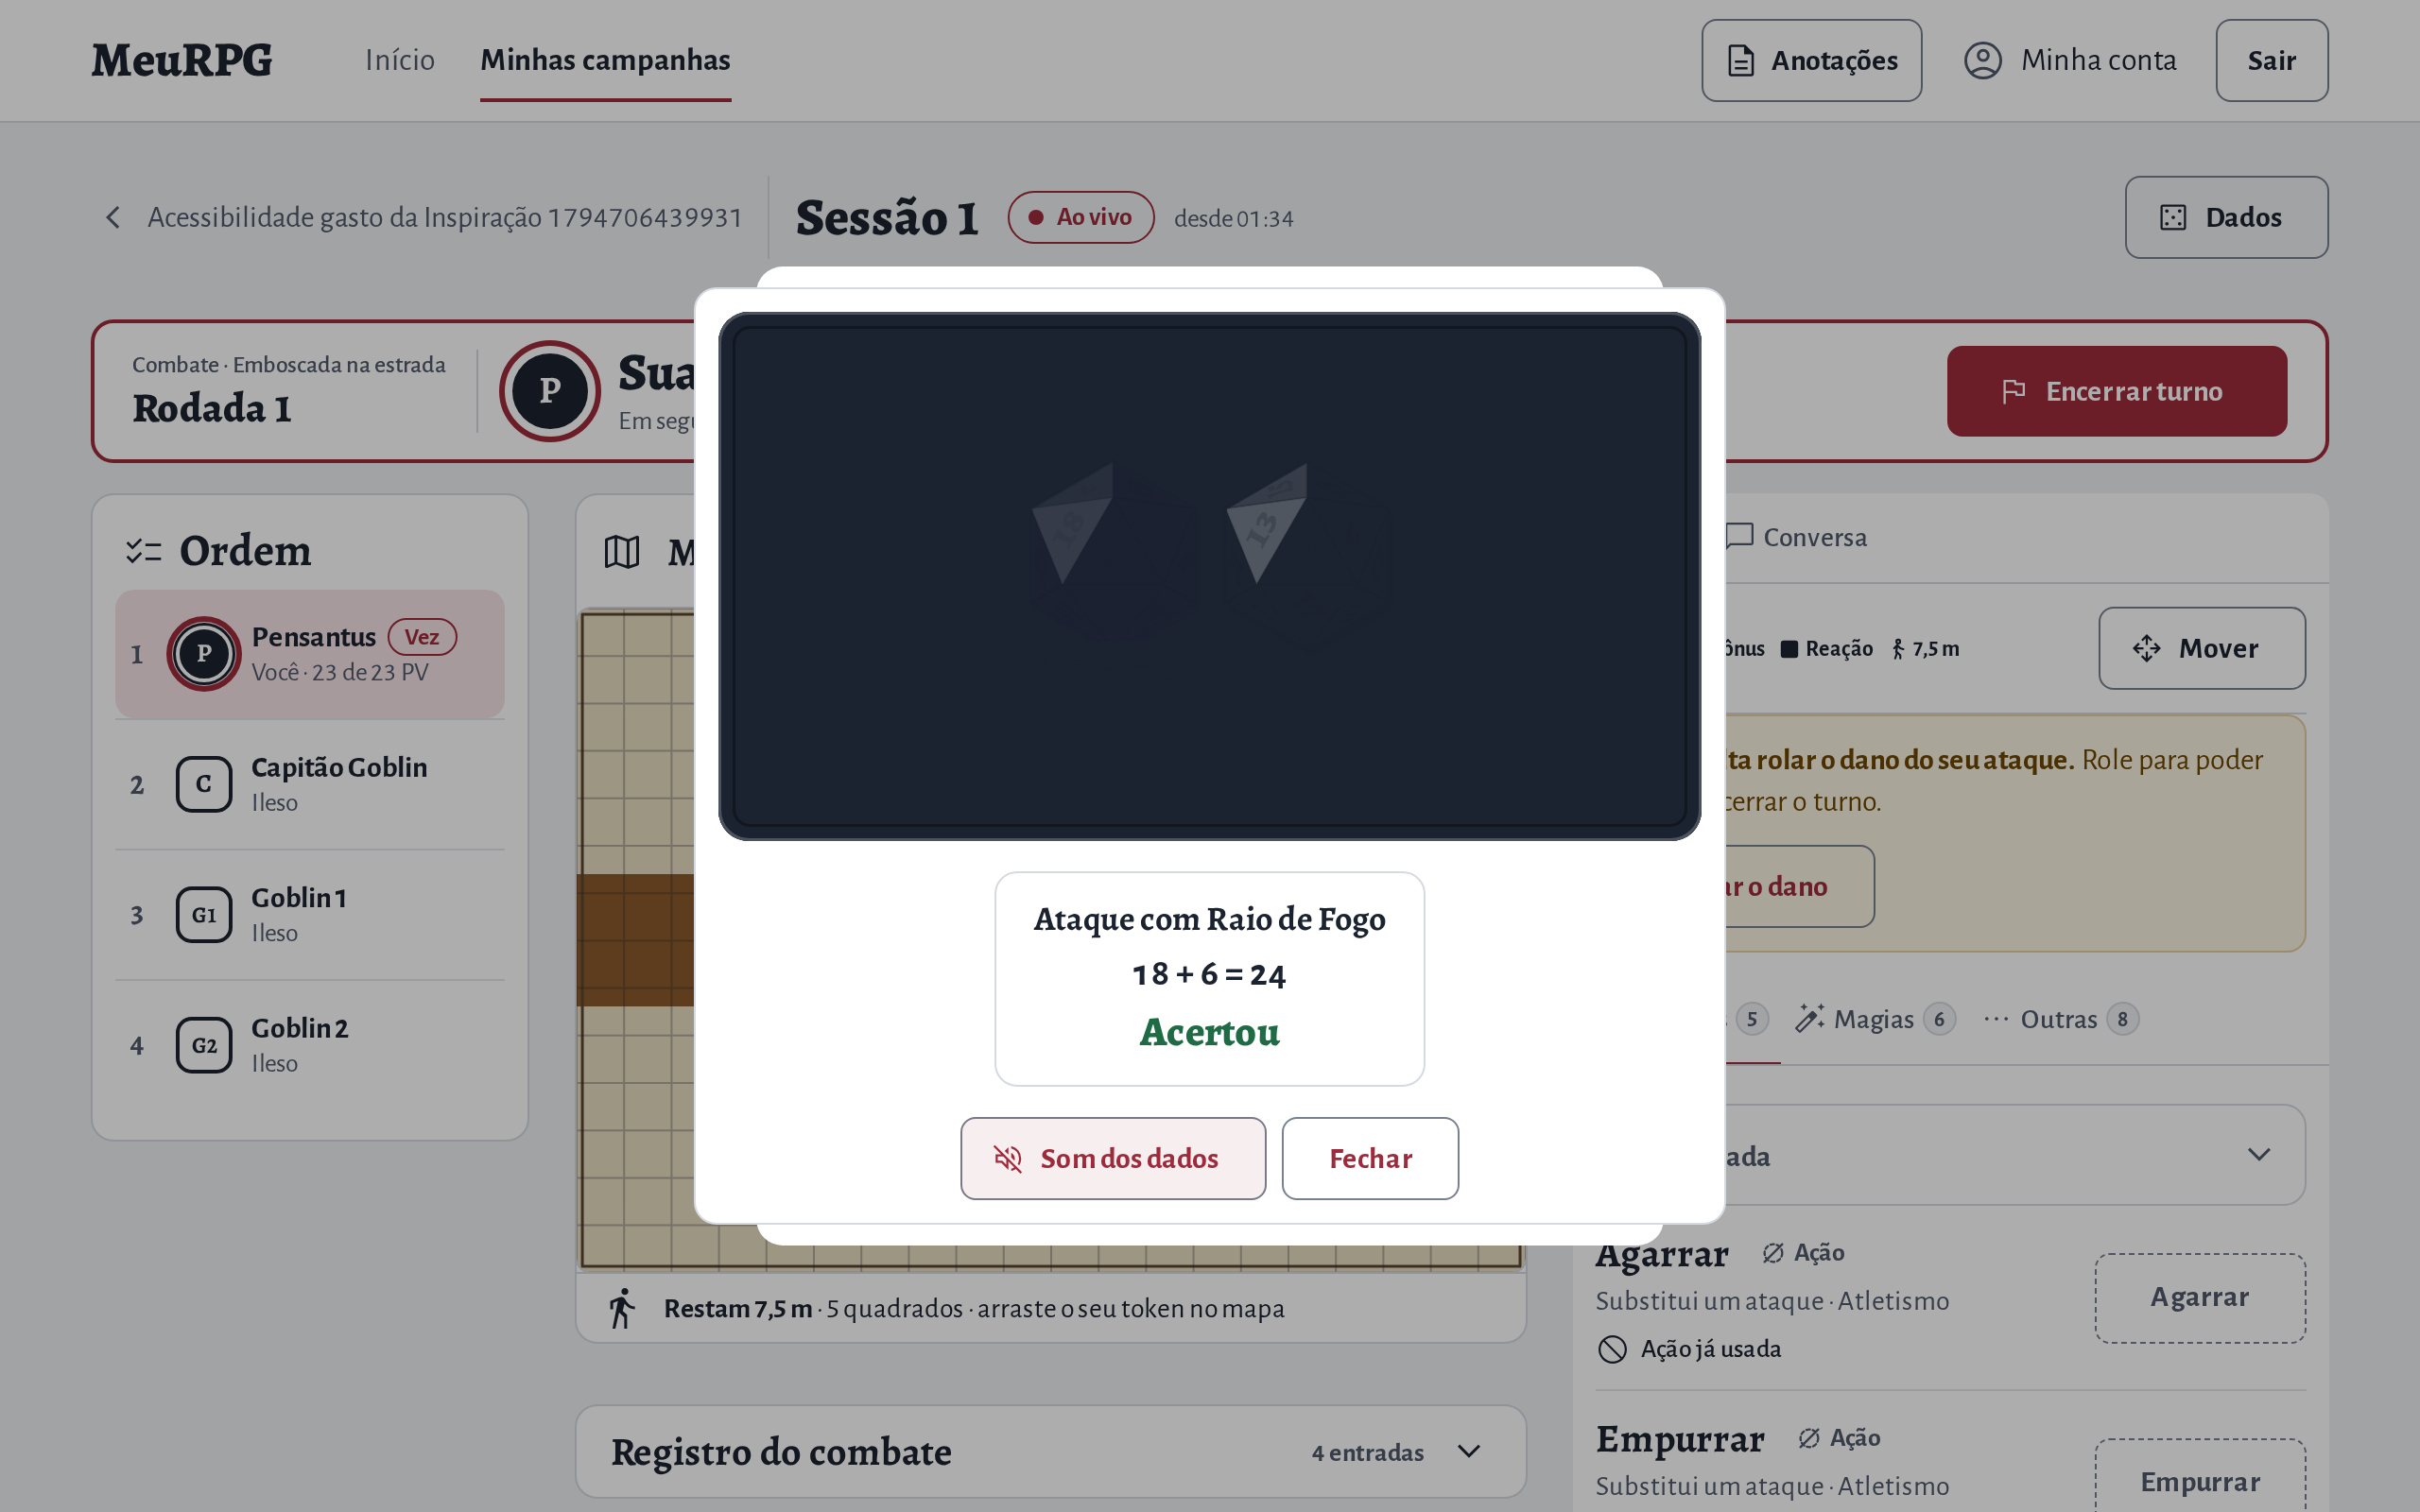 MeuRPG
Início
Minhas campanhas
Anotações
Minha conta
Sair
Acessibilidade gasto da Inspiração 1794706439931
Sessão 1
Ao vivo
desde 01:34
Dados
Combate · Emboscada na estrada
Rodada 1
P
Sua
Em segu
Encerrar turno
Ordem
1
P
Pensantus
Vez
Você · 23 de 23 PV
2
C
Capitão Goblin
Ileso
3
G1
Goblin 1
Ileso
4
G2
Goblin 2
Ileso
M
18
13
Ataque com Raio de Fogo
18 + 6 = 24
Acertou
Som dos dados
Fechar
Restam 7,5 m · 5 quadrados · arraste o seu token no mapa
Registro do combate
4 entradas
Conversa
ônus
Reação
7,5 m
Mover
ta rolar o dano do seu ataque. Role para poder
cerrar o turno.
ar o dano
5
Magias 6
Outras 8
ada
Agarrar
Ação
Substitui um ataque · Atletismo
Ação já usada
Agarrar
Empurrar
Ação
Substitui um ataque · Atletismo
Empurrar